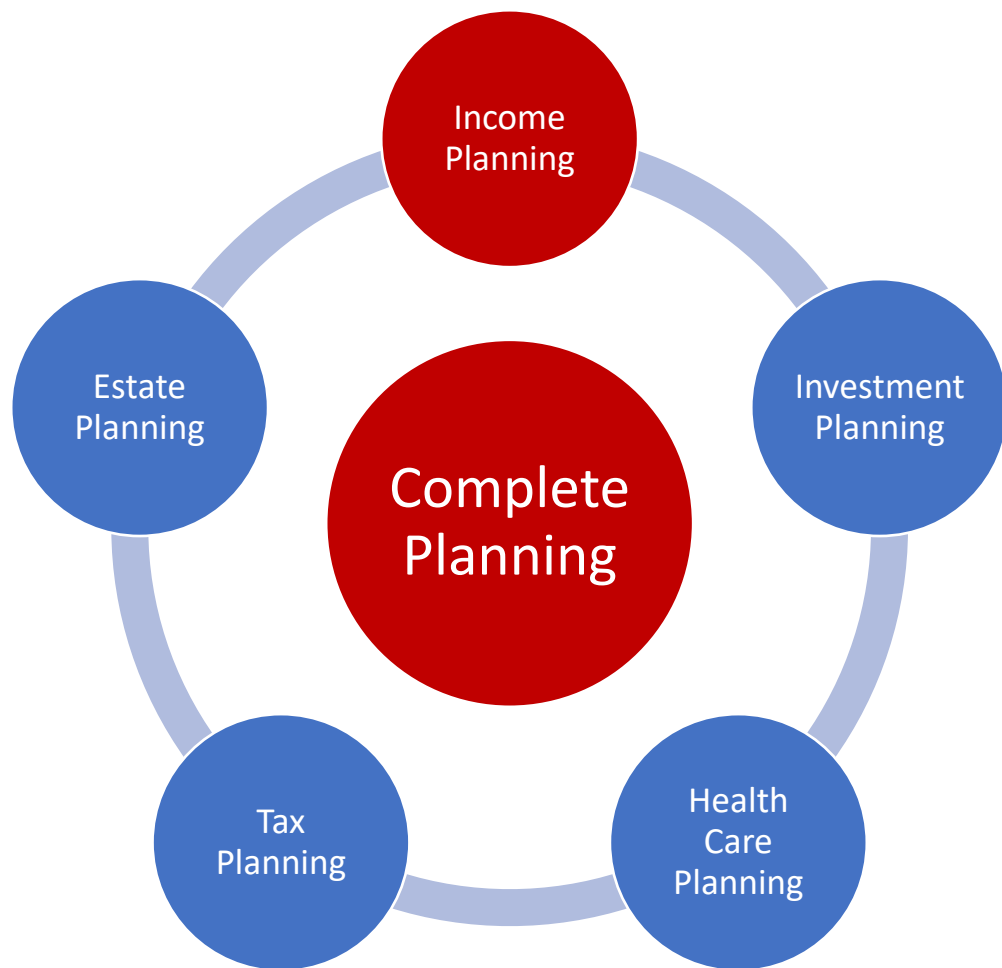 Income
Planning
Investment
Planning
Health
Care
Planning
Tax
Planning
Estate
Planning
Complete
Planning